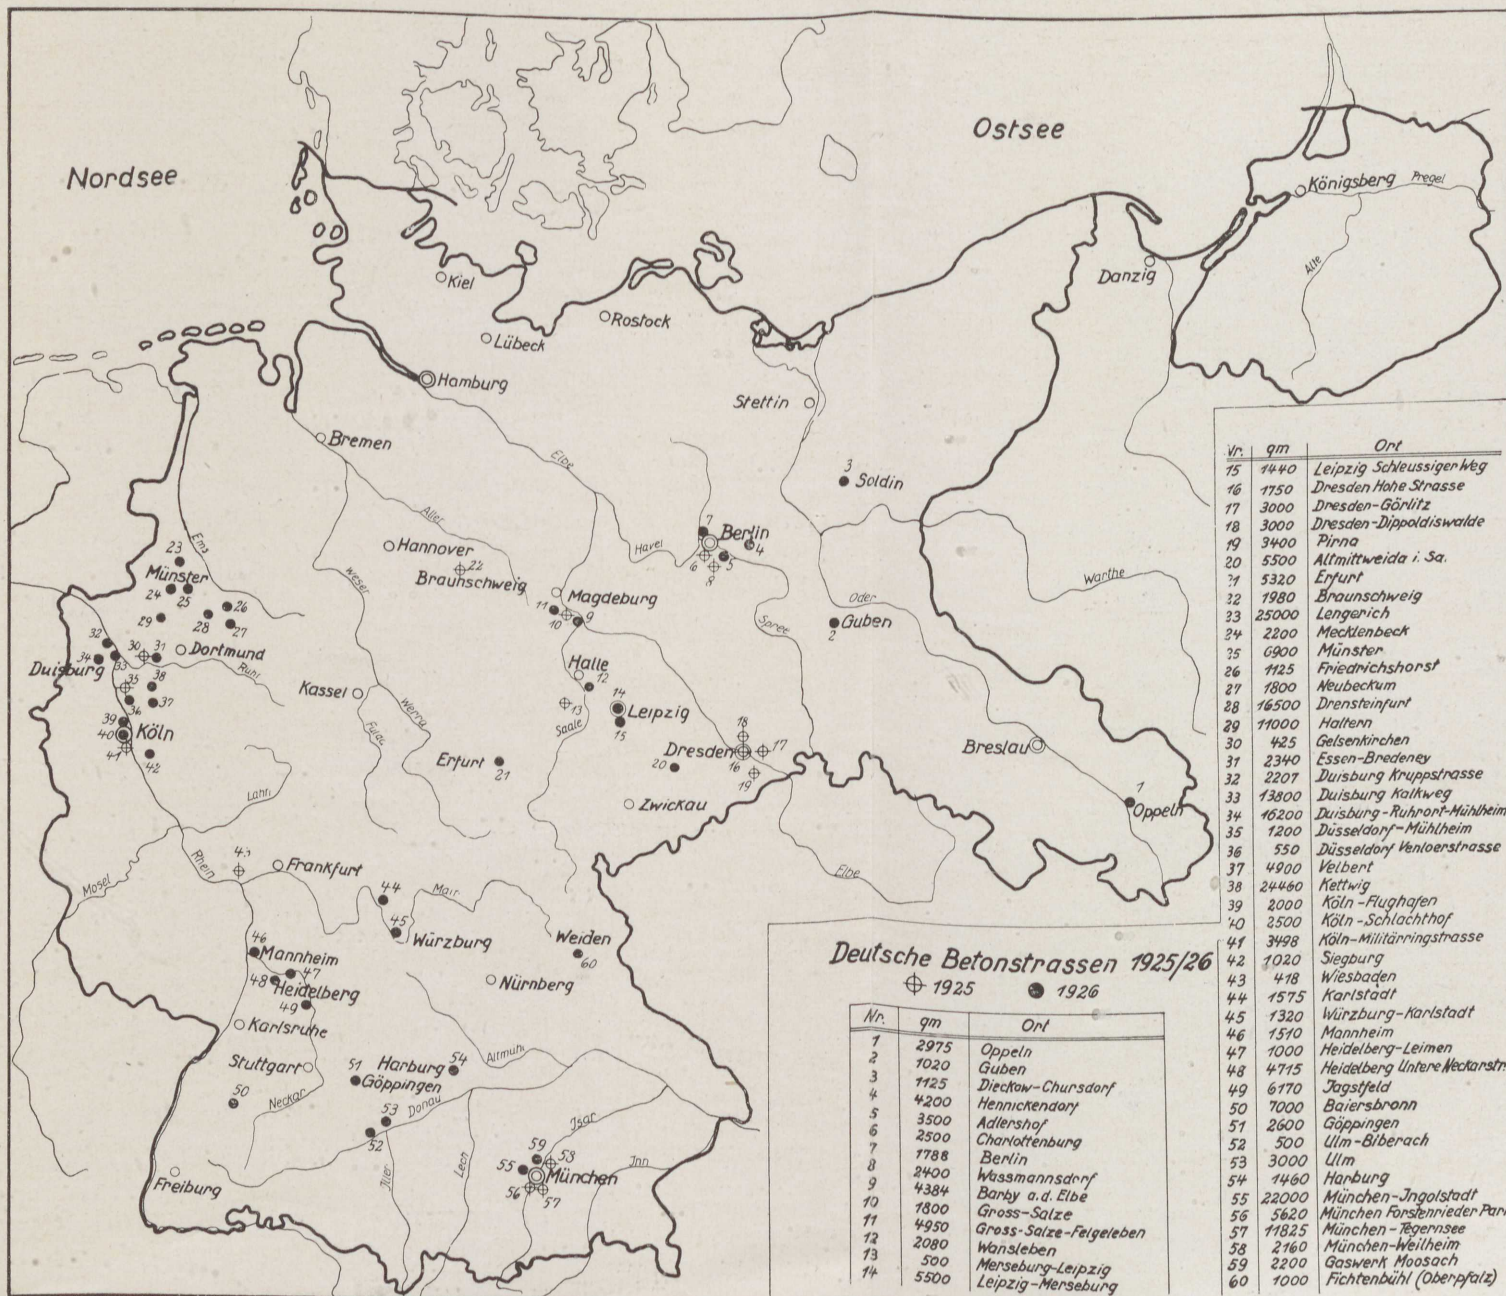 Nordsee
Ostsee
Königsberg
Pregel
Alle
Danzig
Kiel
Rostock
Lübeck
Hamburg
Stettin
Bremen
Elbe
3
Soldin
Ems
Aller
Hannover
22
Braunschweig
Weser
Havel
7
Berlin
4
6
5
8
Warthe
Oder
Spree
Guben
2
23
Münster
24
25
26
29
28
27
Magdeburg
11
10
9
32
30
31
Dortmund
34
Duisburg
33
Ruhr
35
38
36
37
39
40
Köln
41
42
Kassel
Fulda
Werra
Halle
12
13
14
Leipzig
15
Saale
Erfurt
21
18
Dresden
17
16
19
20
Zwickau
Breslau
1
Oppeln
Elbe
Lahn
Rhein
Mosel
43
Frankfurt
44
Main
45
Würzburg
Weiden
60
46
Mannheim
47
48
Heidelberg
49
Nürnberg
Karlsruhe
Stuttgart
51
Harburg
54
Göppingen
Altmühl
50
Neckar
53
Donau
52
Isar
Iller
Lech
59
58
55
München
56
57
Inn
Freiburg
Deutsche Betonstrassen 1925/26
1925 1926
Nr. qm Ort
1 2975 Oppeln
2 1020 Guben
3 1125 Dieckow-Chursdorf
4 4200 Hennickendorf
5 3500 Adlershof
6 2500 Charlottenburg
7 1788 Berlin
8 2400 Wassmannsdorf
9 4384 Barby a.d. Elbe
10 1800 Gross-Salze
11 4950 Gross-Salze-Felgeleben
12 2080 Wansleben
13 500 Merseburg-Leipzig
14 5500 Leipzig-Merseburg
Nr. qm Ort
15 1440 Leipzig Schleussiger Weg
16 1750 Dresden Hohe Strasse
17 3000 Dresden-Görlitz
18 3000 Dresden-Dippoldiswalde
19 3400 Pirna
20 5500 Altmittweida i. Sa.
21 5320 Erfurt
22 1980 Braunschweig
23 25000 Lengerich
24 2200 Mecklenbeck
25 6900 Münster
26 1125 Friedrichshorst
27 1800 Neubeckum
28 16500 Drensteinfurt
29 11000 Haltern
30 425 Gelsenkirchen
31 2340 Essen-Bredeney
32 2207 Duisburg Kruppstrasse
33 13800 Duisburg Kalkweg
34 16200 Duisburg-Ruhrort-Mühlheim
35 1200 Düsseldorf-Mühlheim
36 550 Düsseldorf Venloerstrasse
37 4900 Velbert
38 24460 Kettwig
39 2000 Köln-Flughafen
40 2500 Köln-Schlachthof
41 3498 Köln-Militärringstrasse
42 1020 Siegburg
43 418 Wiesbaden
44 1575 Karlstadt
45 1320 Würzburg-Karlstadt
46 1510 Mannheim
47 1000 Heidelberg-Leimen
48 4715 Heidelberg Untere Neckarstr.
49 6170 Jagstfeld
50 7000 Baiersbronn
51 2600 Göppingen
52 500 Ulm-Biberach
53 3000 Ulm
54 1460 Harburg
55 22000 München-Jngolstadt
56 5620 München Forstenrieder Park
57 11825 München-Tegernsee
58 2160 München-Weilheim
59 2200 Gaswerk Moosach
60 1000 Fichtenbühl (Oberpfalz)